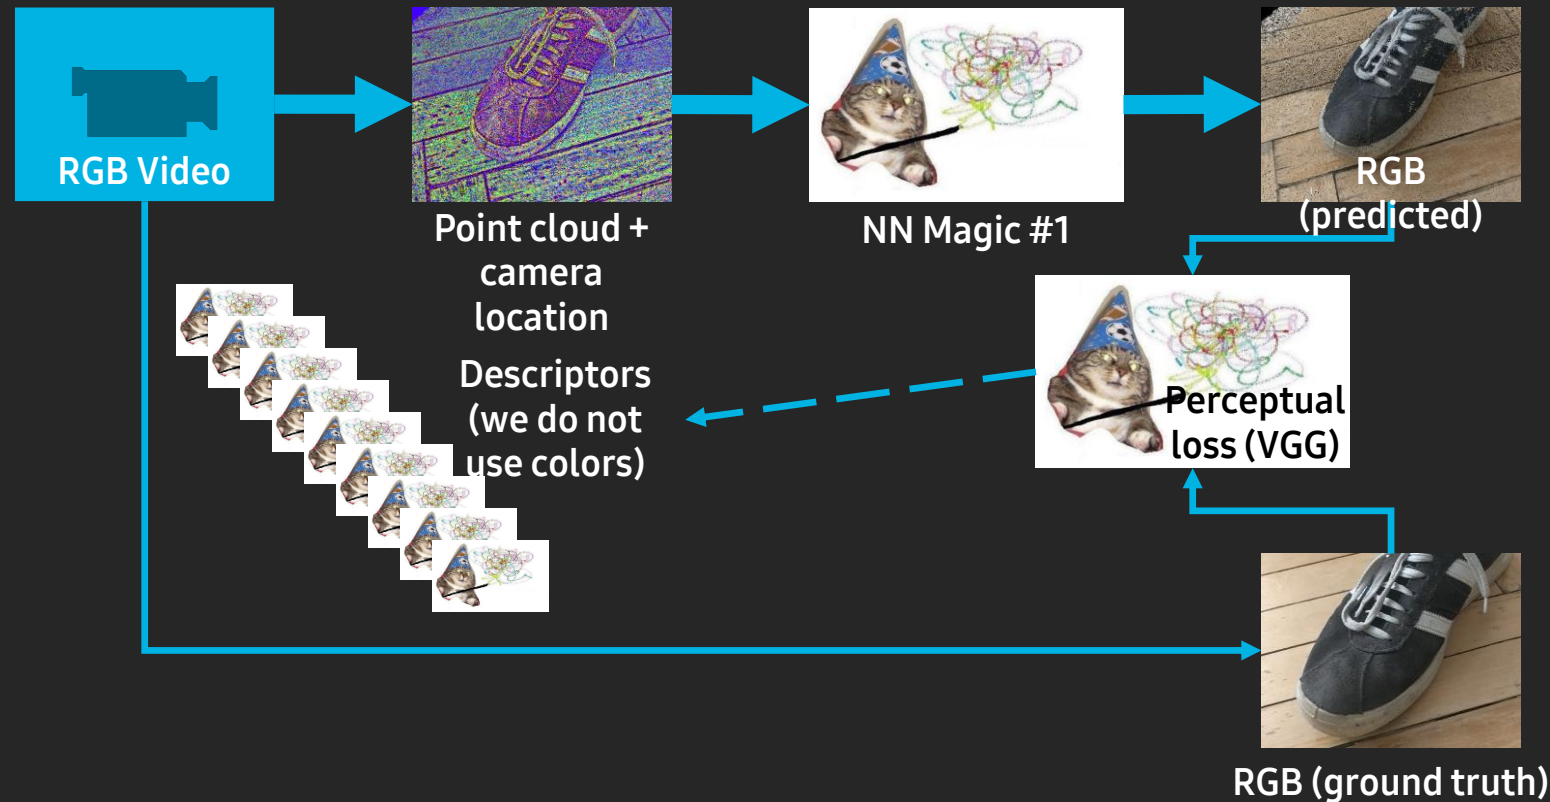 RGB Video
Point cloud +
camera
location
NN Magic #1
RGB
(predicted)
Descriptors
(we do not
use colors)
Perceptual
loss (VGG)
RGB (ground truth)